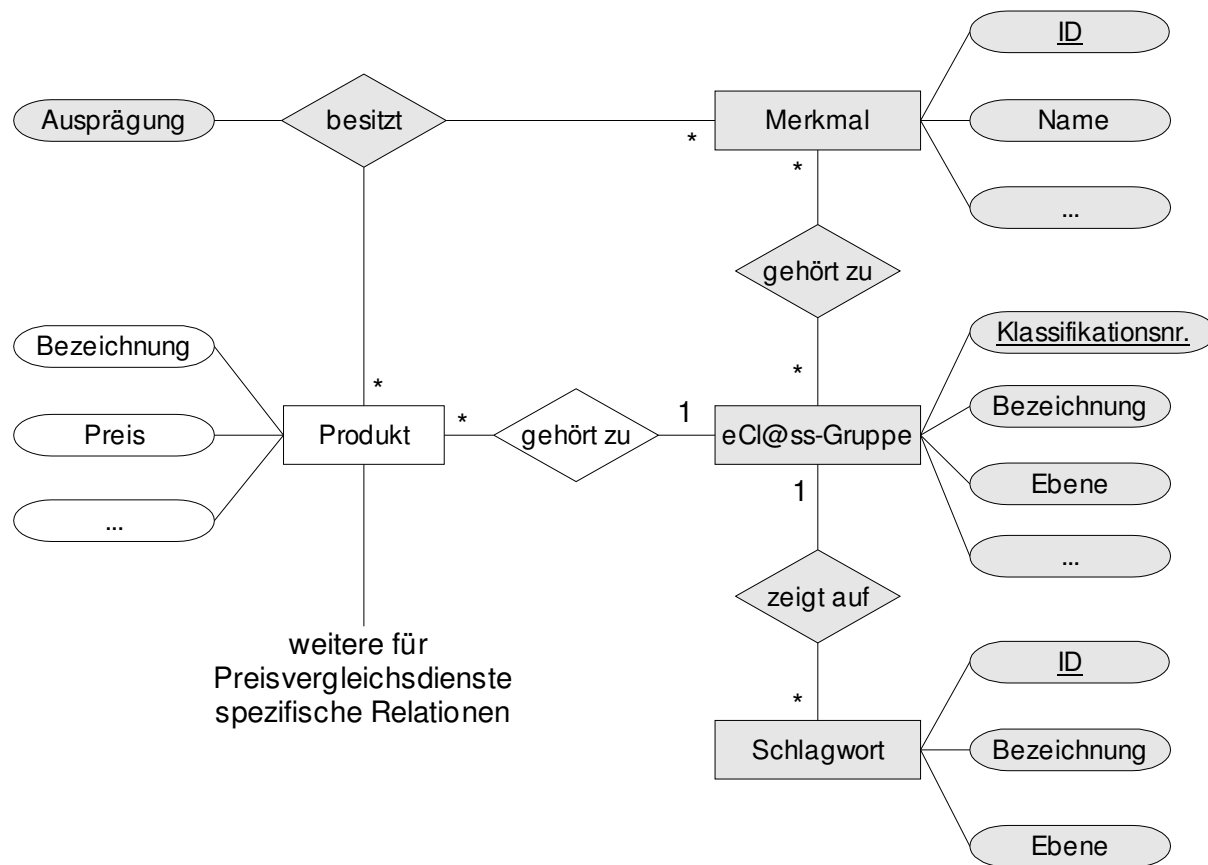 ID
Ausprägung
besitzt
Merkmal
Name
*
*
...
gehört zu
Klassifikationsnr.
Bezeichnung
*
*
Bezeichnung
Preis
Produkt
*
gehört zu
1
eCl@ss-Gruppe
1
Ebene
...
...
zeigt auf
weitere für
Preisvergleichsdienste
spezifische Relationen
ID
*
Schlagwort
Bezeichnung
Ebene